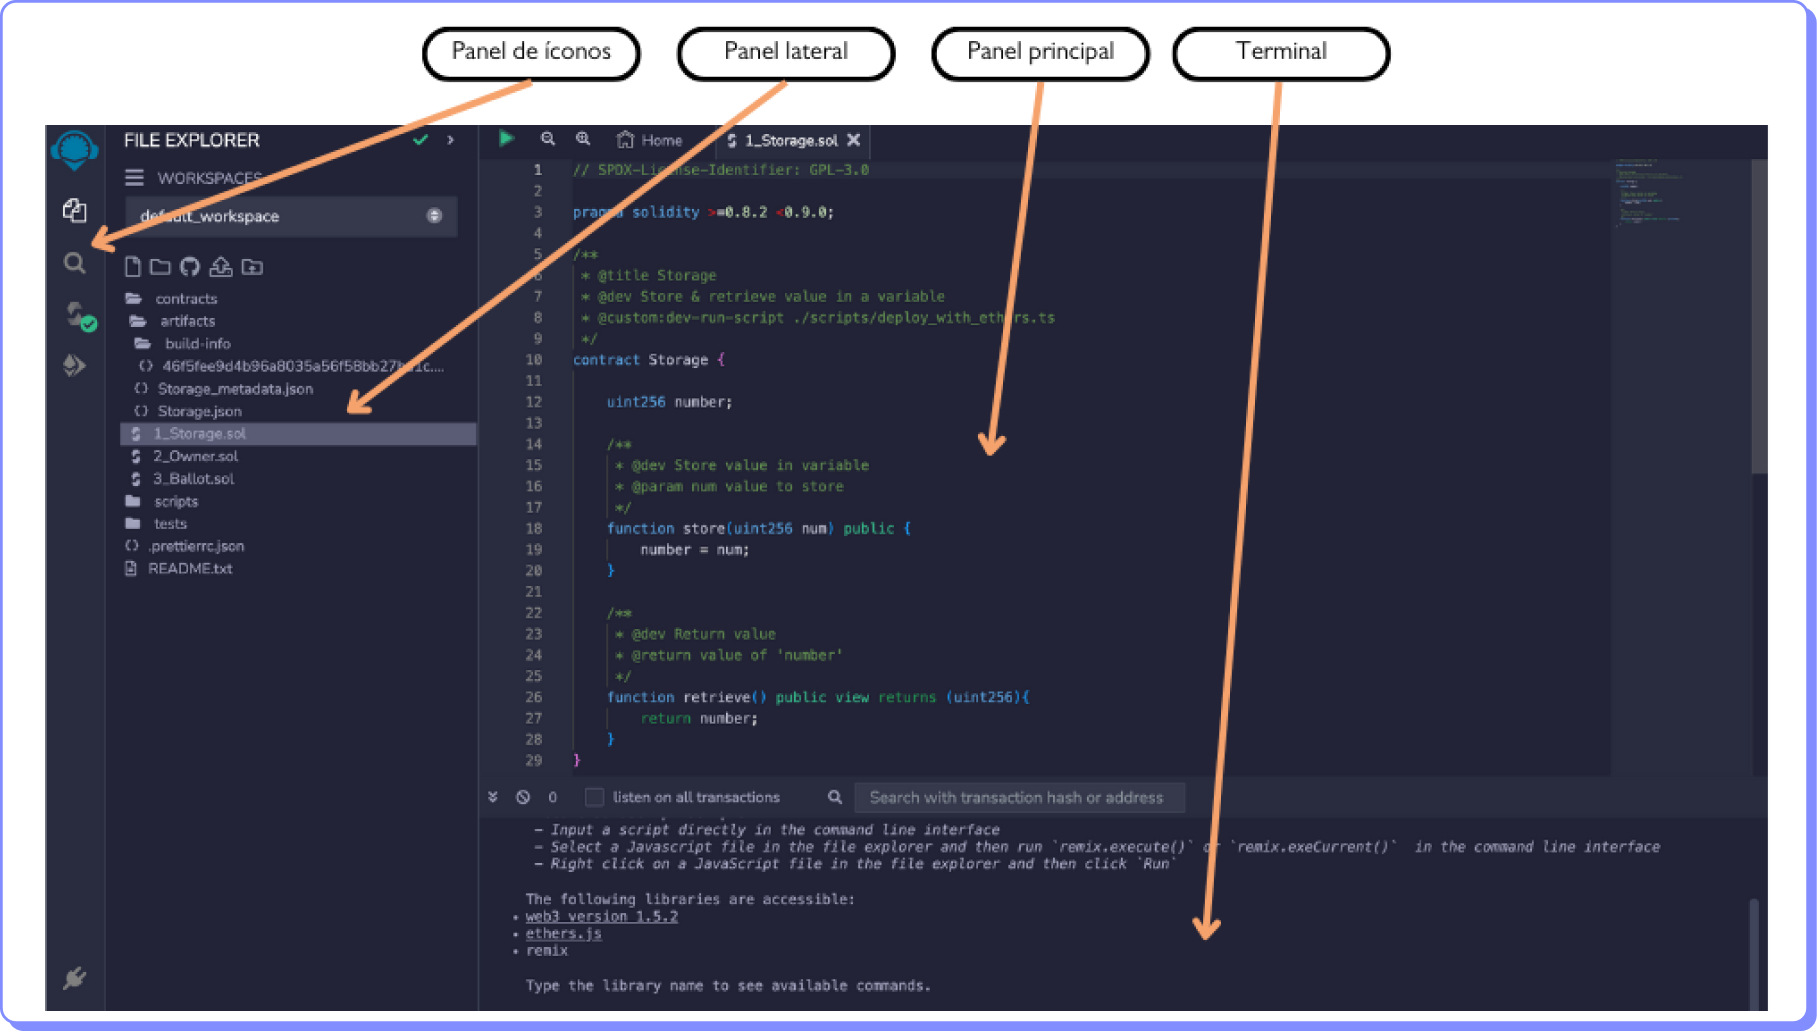 Panel de íconos
Panel lateral
Panel principal
Terminal
FILE EXPLORER
WORKSPACES
default_workspace
contracts
artifacts
build-info
Storage_metadata.json
Storage.json
1_Storage.sol
2_Owner.sol
3_Ballot.sol
scripts
tests
.prettierrc.json
README.txt
Home
1_Storage.sol
1 // SPDX-License-Identifier: GPL-3.0
2
3 pragma solidity >=0.8.2 <0.9.0;
4
5 /**
6 * @title Storage
7 * @dev Store & retrieve value in a variable
8 * @custom:dev-run-script ./scripts/deploy_with_ethers.ts
9 */
10 contract Storage {
11
12 uint256 number;
13
14 /**
15 * @dev Store value in variable
16 * @param num value to store
17 */
18 function store(uint256 num) public {
19 number = num;
20 }
21
22 /**
23 * @dev Return value
24 * @return value of 'number'
25 */
26 function retrieve() public view returns (uint256){
27 return number;
28 }
29 }
0 listen on all transactions Search with transaction hash or address
– Input a script directly in the command line interface
– Select a Javascript file in the file explorer and then run `remix.execute()` or `remix.exeCurrent()` in the command line interface
– Right click on a JavaScript file in the file explorer and then click `Run`
The following libraries are accessible:
• web3 version 1.5.2
• ethers.js
• remix
Type the library name to see available commands.